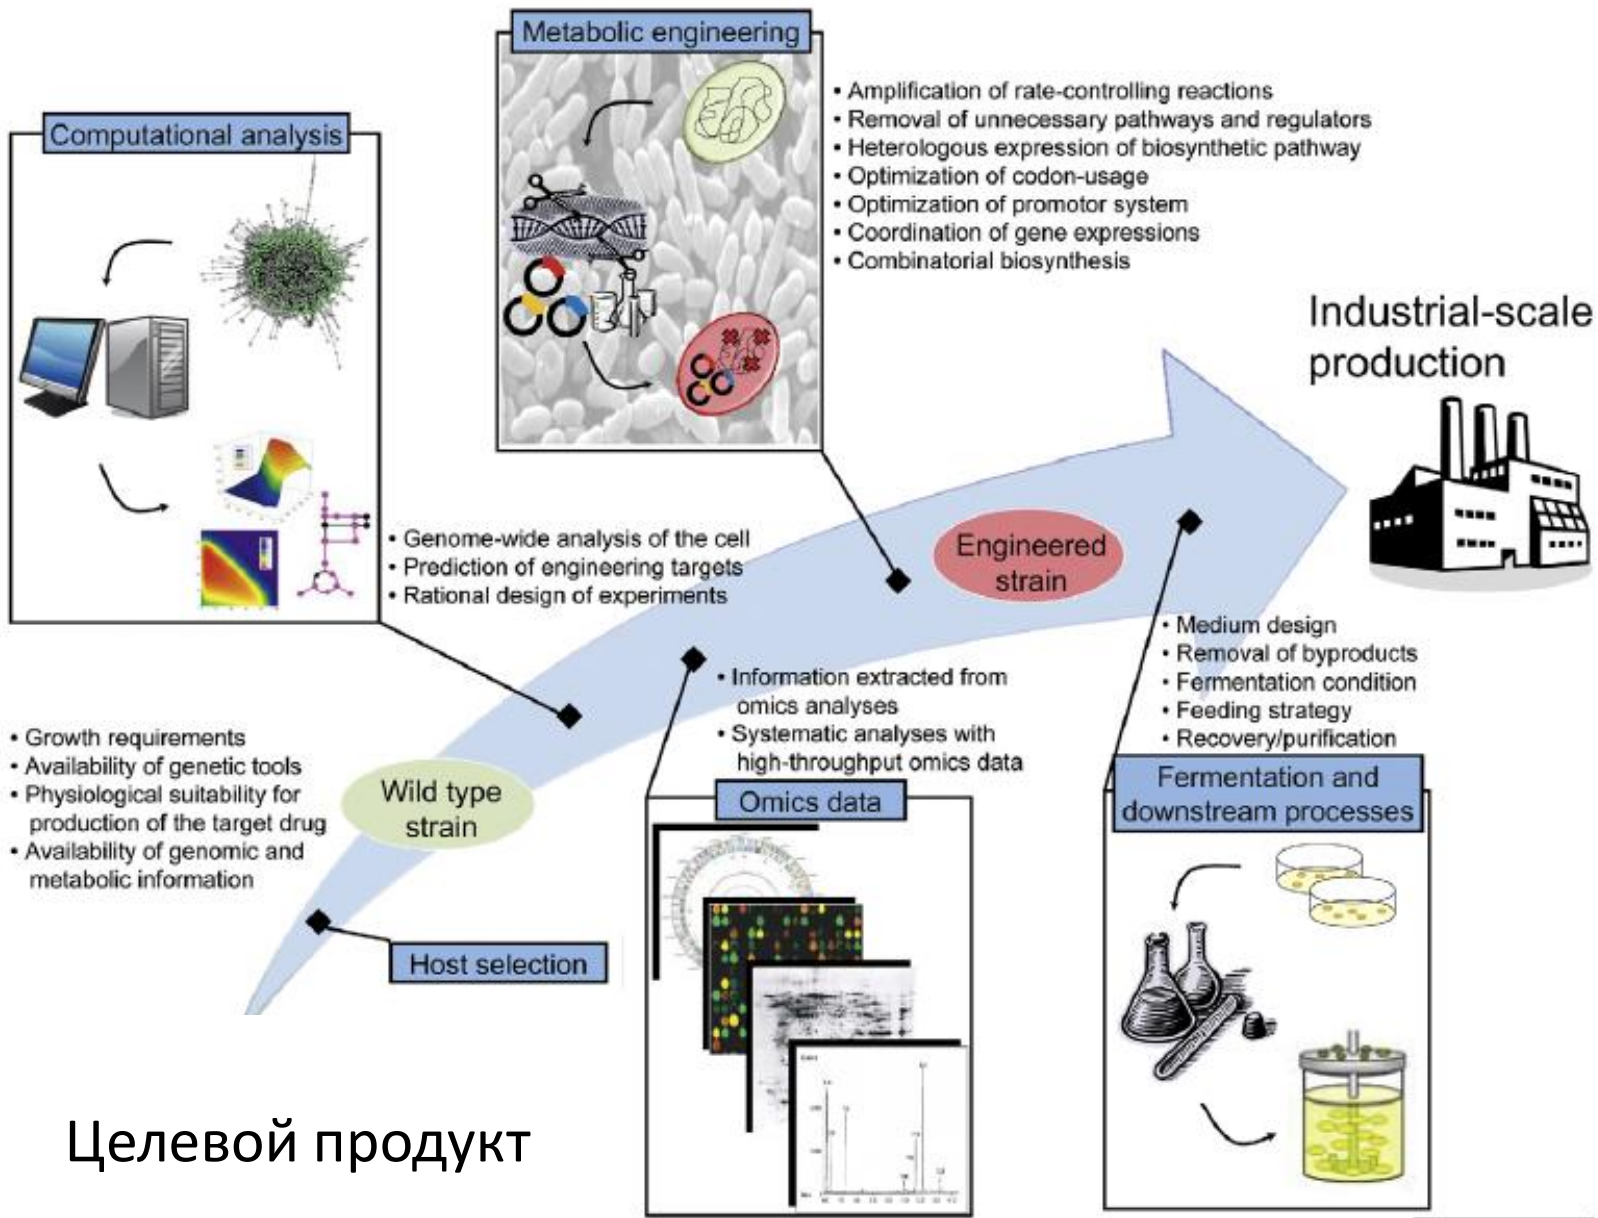 Metabolic engineering
• Amplification of rate-controlling reactions
• Removal of unnecessary pathways and regulators
• Heterologous expression of biosynthetic pathway
• Optimization of codon-usage
• Optimization of promotor system
• Coordination of gene expressions
• Combinatorial biosynthesis
Computational analysis
• Genome-wide analysis of the cell
• Prediction of engineering targets
• Rational design of experiments
Industrial-scale
production
Engineered
strain
• Medium design
• Removal of byproducts
• Fermentation condition
• Feeding strategy
• Recovery/purification
Fermentation and
downstream processes
• Information extracted from
omics analyses
• Systematic analyses with
high-throughput omics data
Omics data
• Growth requirements
• Availability of genetic tools
• Physiological suitability for
production of the target drug
• Availability of genomic and
metabolic information
Wild type
strain
Host selection
Целевой продукт